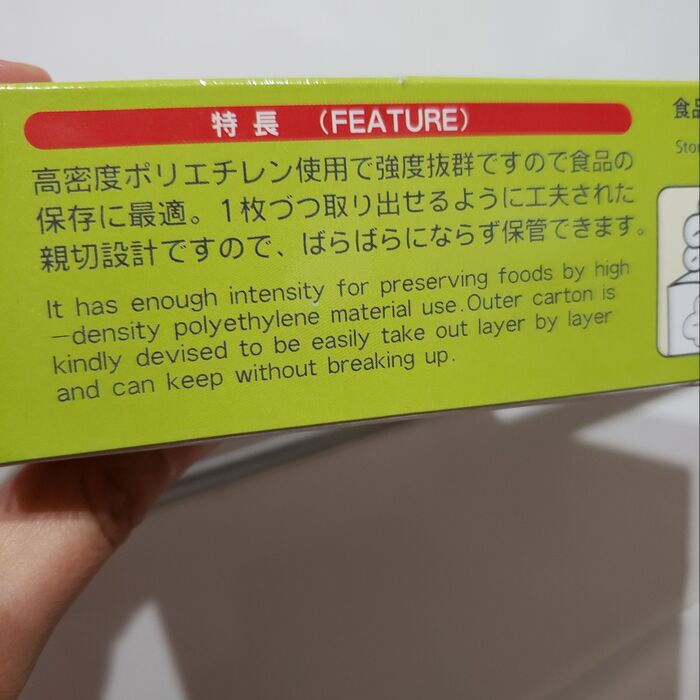 特長 （FEATURE）
高密度ポリエチレン使用で強度抜群ですので食品の
保存に最適。1枚づつ取り出せるように工夫された
親切設計ですので、ばらばらにならず保管できます。
It has enough intensity for preserving foods by high
-density polyethylene material use.Outer carton is
kindly devised to be easily take out layer by layer
and can keep without breaking up.
食